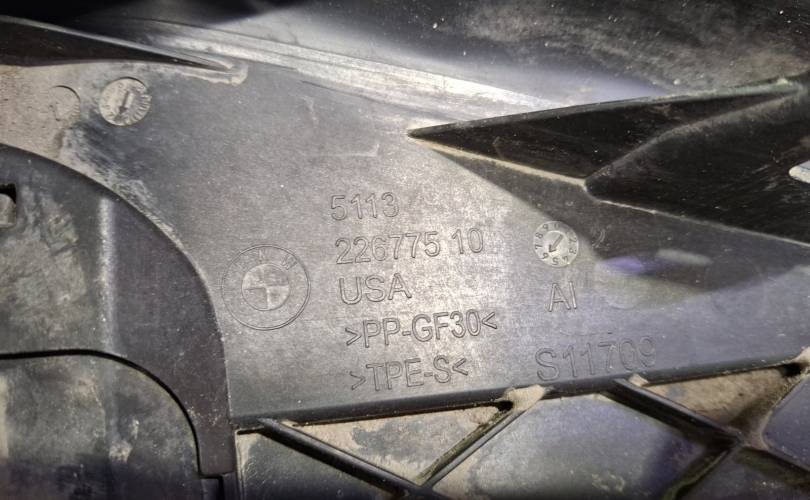 5113
226775 10
USA
AI
>PP-GF30<
>TPE-S<
S11709